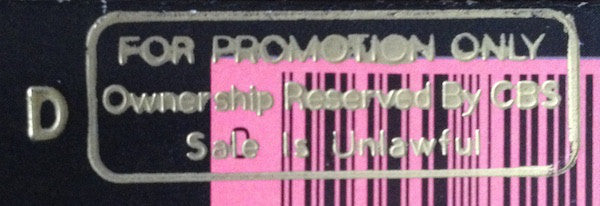 FOR PROMOTION ONLY
D
Ownership Reserved By CBS
Sale Is Unlawful